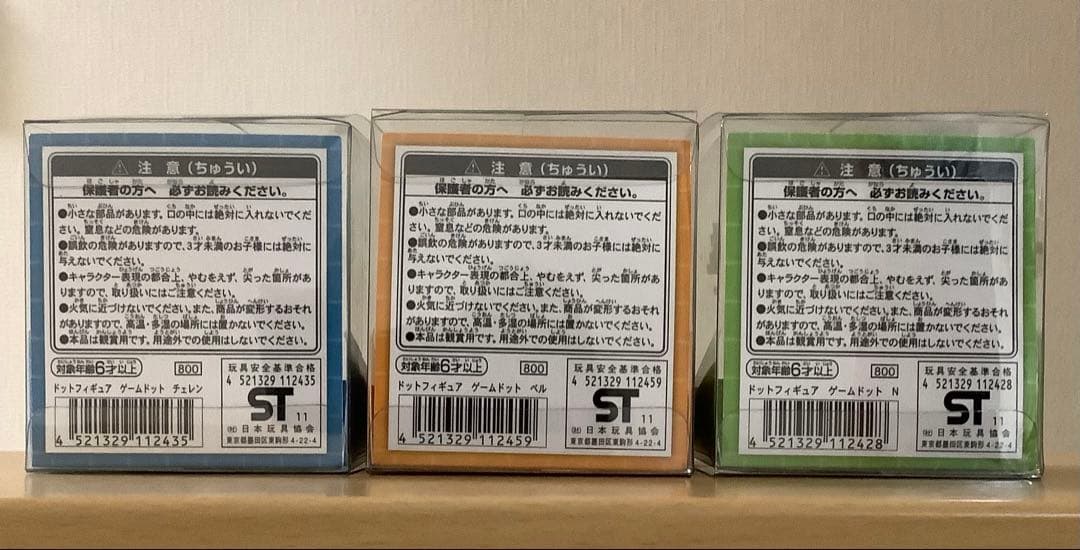 注 意 (ちゅうい)
保護者の方へ 必ずお読みください。
●小さな部品があります。口の中には絶対に入れないでくだ
さい。窒息などの危険があります。
●誤飲の危険がありますので、3才未満のお子様には絶対に
与えないでください。
●キャラクター表現の都合上、やむをえず、尖った箇所があ
りますので、取り扱いにはご注意ください。
●火気に近づけないでください。また、商品が変形するおそれ
がありますので、高温・多湿の場所には置かないでください。
●本品は観賞用です。用途外での使用はしないでください。
対象年齢6才以上
800
ドットフィギュア ゲームドット チェレン
4 521329 112435
玩具安全基準合格
4 521329 112435
ST 11
(社) 日本玩具協会
東京都墨田区東駒形 4-22-4
注 意 (ちゅうい)
保護者の方へ 必ずお読みください。
●小さな部品があります。口の中には絶対に入れないでくだ
さい。窒息などの危険があります。
●誤飲の危険がありますので、3才未満のお子様には絶対に
与えないでください。
●キャラクター表現の都合上、やむをえず、尖った箇所があ
りますので、取り扱いにはご注意ください。
●火気に近づけないでください。また、商品が変形するおそれ
がありますので、高温・多湿の場所には置かないでください。
●本品は観賞用です。用途外での使用はしないでください。
対象年齢6才以上
800
ドットフィギュア ゲームドット ベル
4 521329 112459
玩具安全基準合格
4 521329 112459
ST 11
(社) 日本玩具協会
東京都墨田区東駒形 4-22-4
注 意 (ちゅうい)
保護者の方へ 必ずお読みください。
●小さな部品があります。口の中には絶対に入れないでくだ
さい。窒息などの危険があります。
●誤飲の危険がありますので、3才未満のお子様には絶対に
与えないでください。
●キャラクター表現の都合上、やむをえず、尖った箇所があ
りますので、取り扱いにはご注意ください。
●火気に近づけないでください。また、商品が変形するおそれ
がありますので、高温・多湿の場所には置かないでください。
●本品は観賞用です。用途外での使用はしないでください。
対象年齢6才以上
800
ドットフィギュア ゲームドット N
4 521329 112428
玩具安全基準合格
4 521329 112428
ST 11
(社) 日本玩具協会
東京都墨田区東駒形 4-22-4